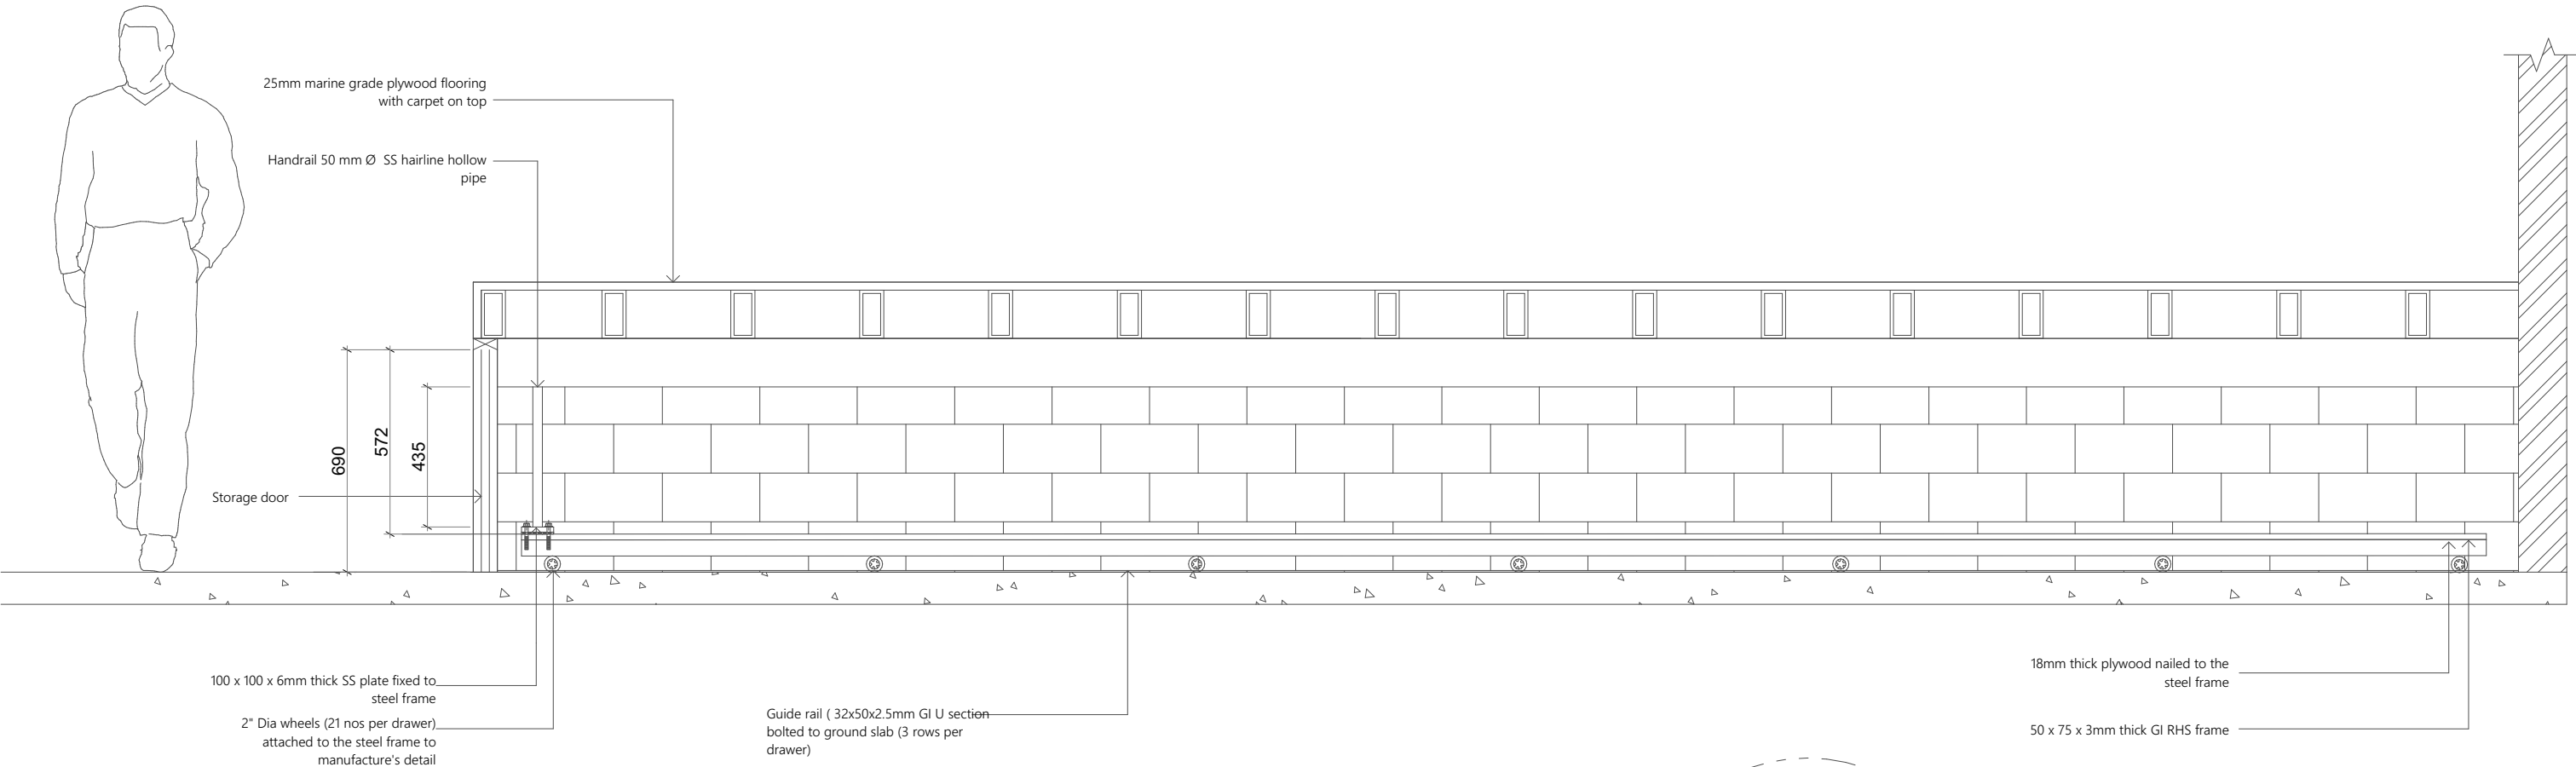 25mm marine grade plywood flooring
with carpet on top
Handrail 50 mm Ø SS hairline hollow
pipe
690
572
435
Storage door
100 x 100 x 6mm thick SS plate fixed to
steel frame
2" Dia wheels (21 nos per drawer)
attached to the steel frame to
manufacture's detail
Guide rail ( 32x50x2.5mm GI U section
bolted to ground slab (3 rows per
drawer)
18mm thick plywood nailed to the
steel frame
50 x 75 x 3mm thick GI RHS frame